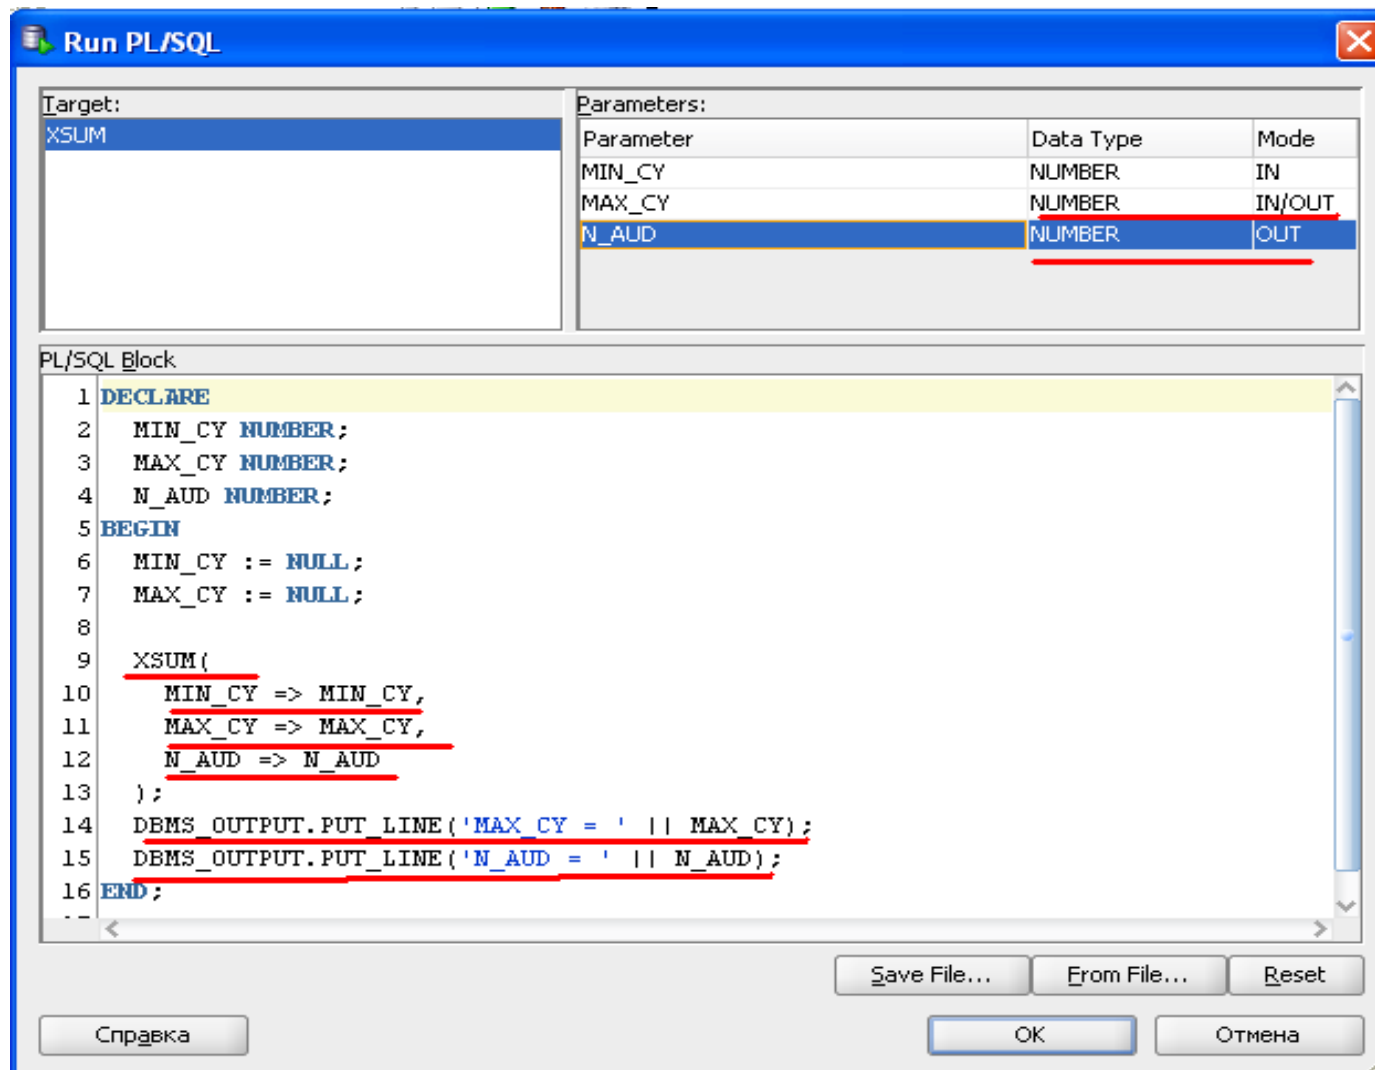 Run PL/SQL
Target:
XSUM
Parameters:
Parameter Data Type Mode
MIN_CY NUMBER IN
MAX_CY NUMBER IN/OUT
N_AUD NUMBER OUT
PL/SQL Block
1 DECLARE
2 MIN_CY NUMBER;
3 MAX_CY NUMBER;
4 N_AUD NUMBER;
5 BEGIN
6 MIN_CY := NULL;
7 MAX_CY := NULL;
8
9 XSUM(
10 MIN_CY => MIN_CY,
11 MAX_CY => MAX_CY,
12 N_AUD => N_AUD
13 );
14 DBMS_OUTPUT.PUT_LINE('MAX_CY = ' || MAX_CY);
15 DBMS_OUTPUT.PUT_LINE('N_AUD = ' || N_AUD);
16 END;
Save File... From File... Reset
Справка OK Отмена